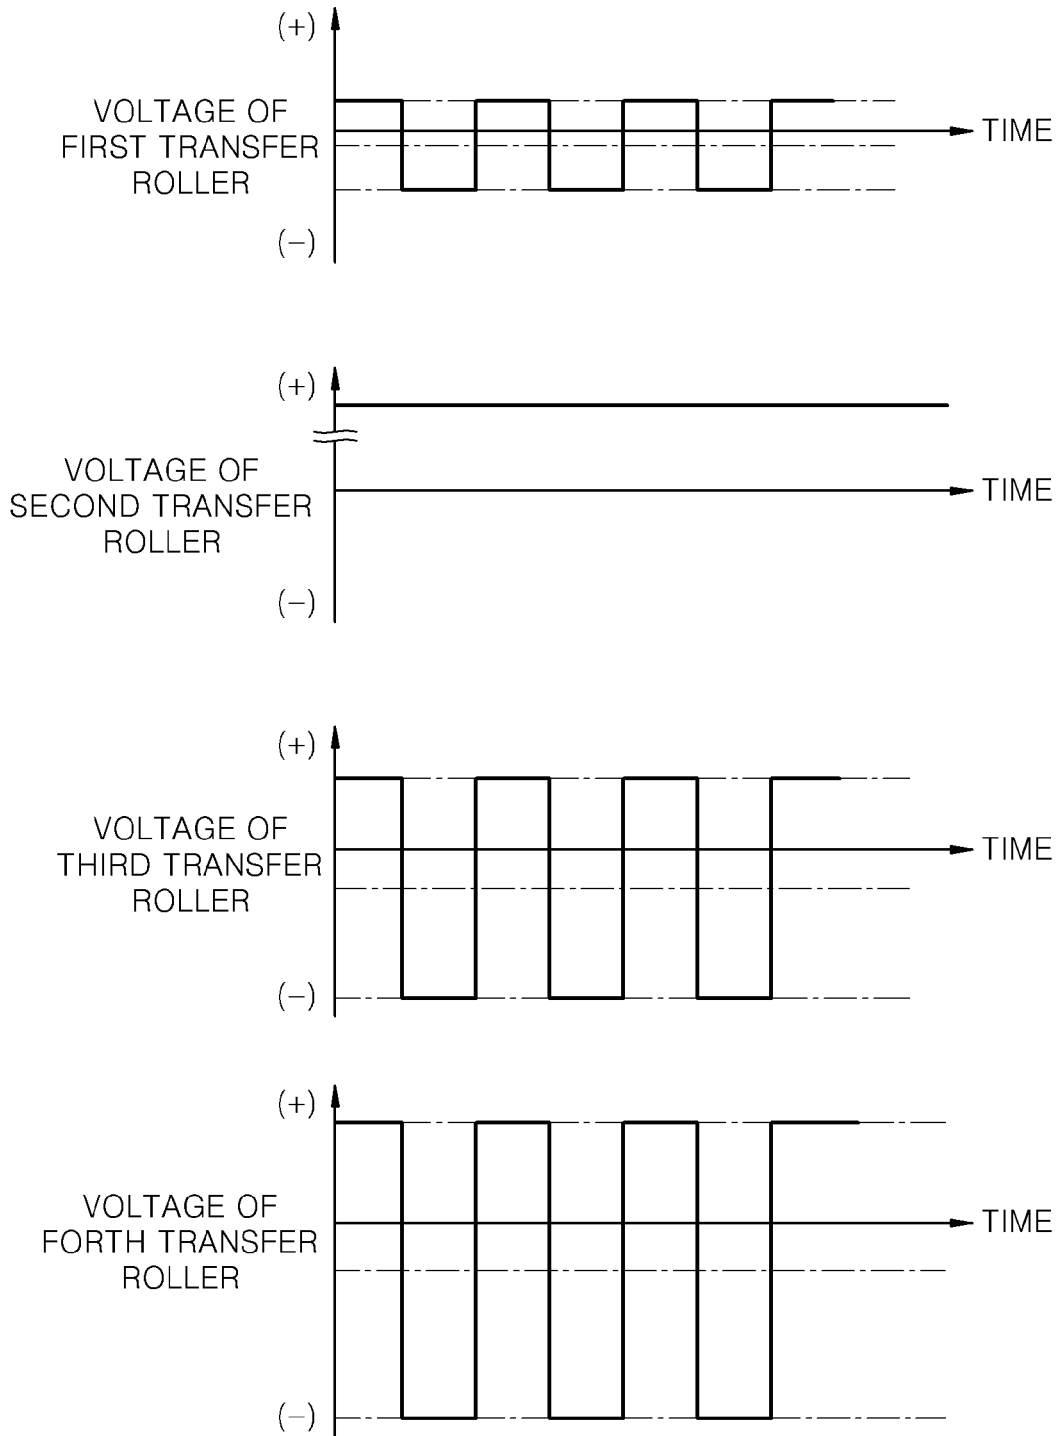 (+)
VOLTAGE OF
FIRST TRANSFER
ROLLER
TIME
(−)
(+)
VOLTAGE OF
SECOND TRANSFER
ROLLER
TIME
(−)
(+)
VOLTAGE OF
THIRD TRANSFER
ROLLER
TIME
(−)
(+)
VOLTAGE OF
FORTH TRANSFER
ROLLER
TIME
(−)